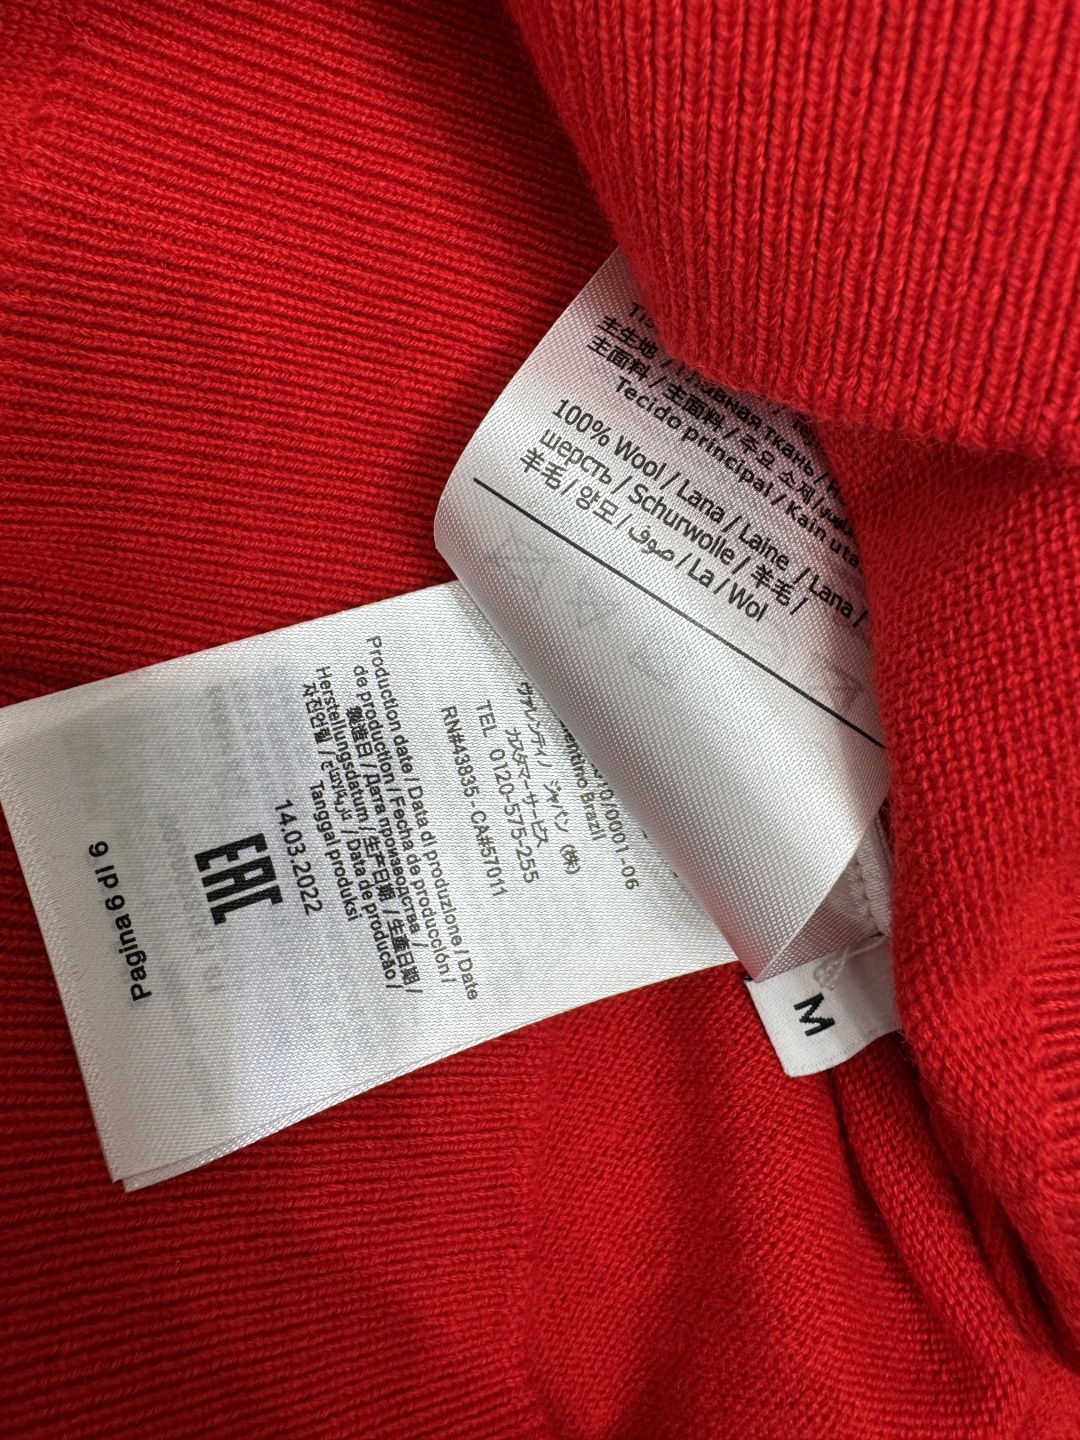 主生地 / Главная ткань /
主面料 / 主面料 / 주요 소재 /
Tecido principal / Kain uta
100% Wool / Lana / Laine / Lana /
шерсть / Schurwolle / 羊毛 /
羊毛 / 양모 / صوف / La / Wol
0001-06
Brazil
ヴァレンティノ ジャパン (株)
カスタマーサービス
TEL 0120-575-255
RN#43835 - CA#57011
Production date / Data di produzione / Date
de production / Fecha de producción /
製造日 / Дата производства /
Herstellungsdatum / 生产日期 / 生産日期 /
Data de produção /
Tanggal produksi
14.03.2022
EAC
Pagina 6 di 6
M